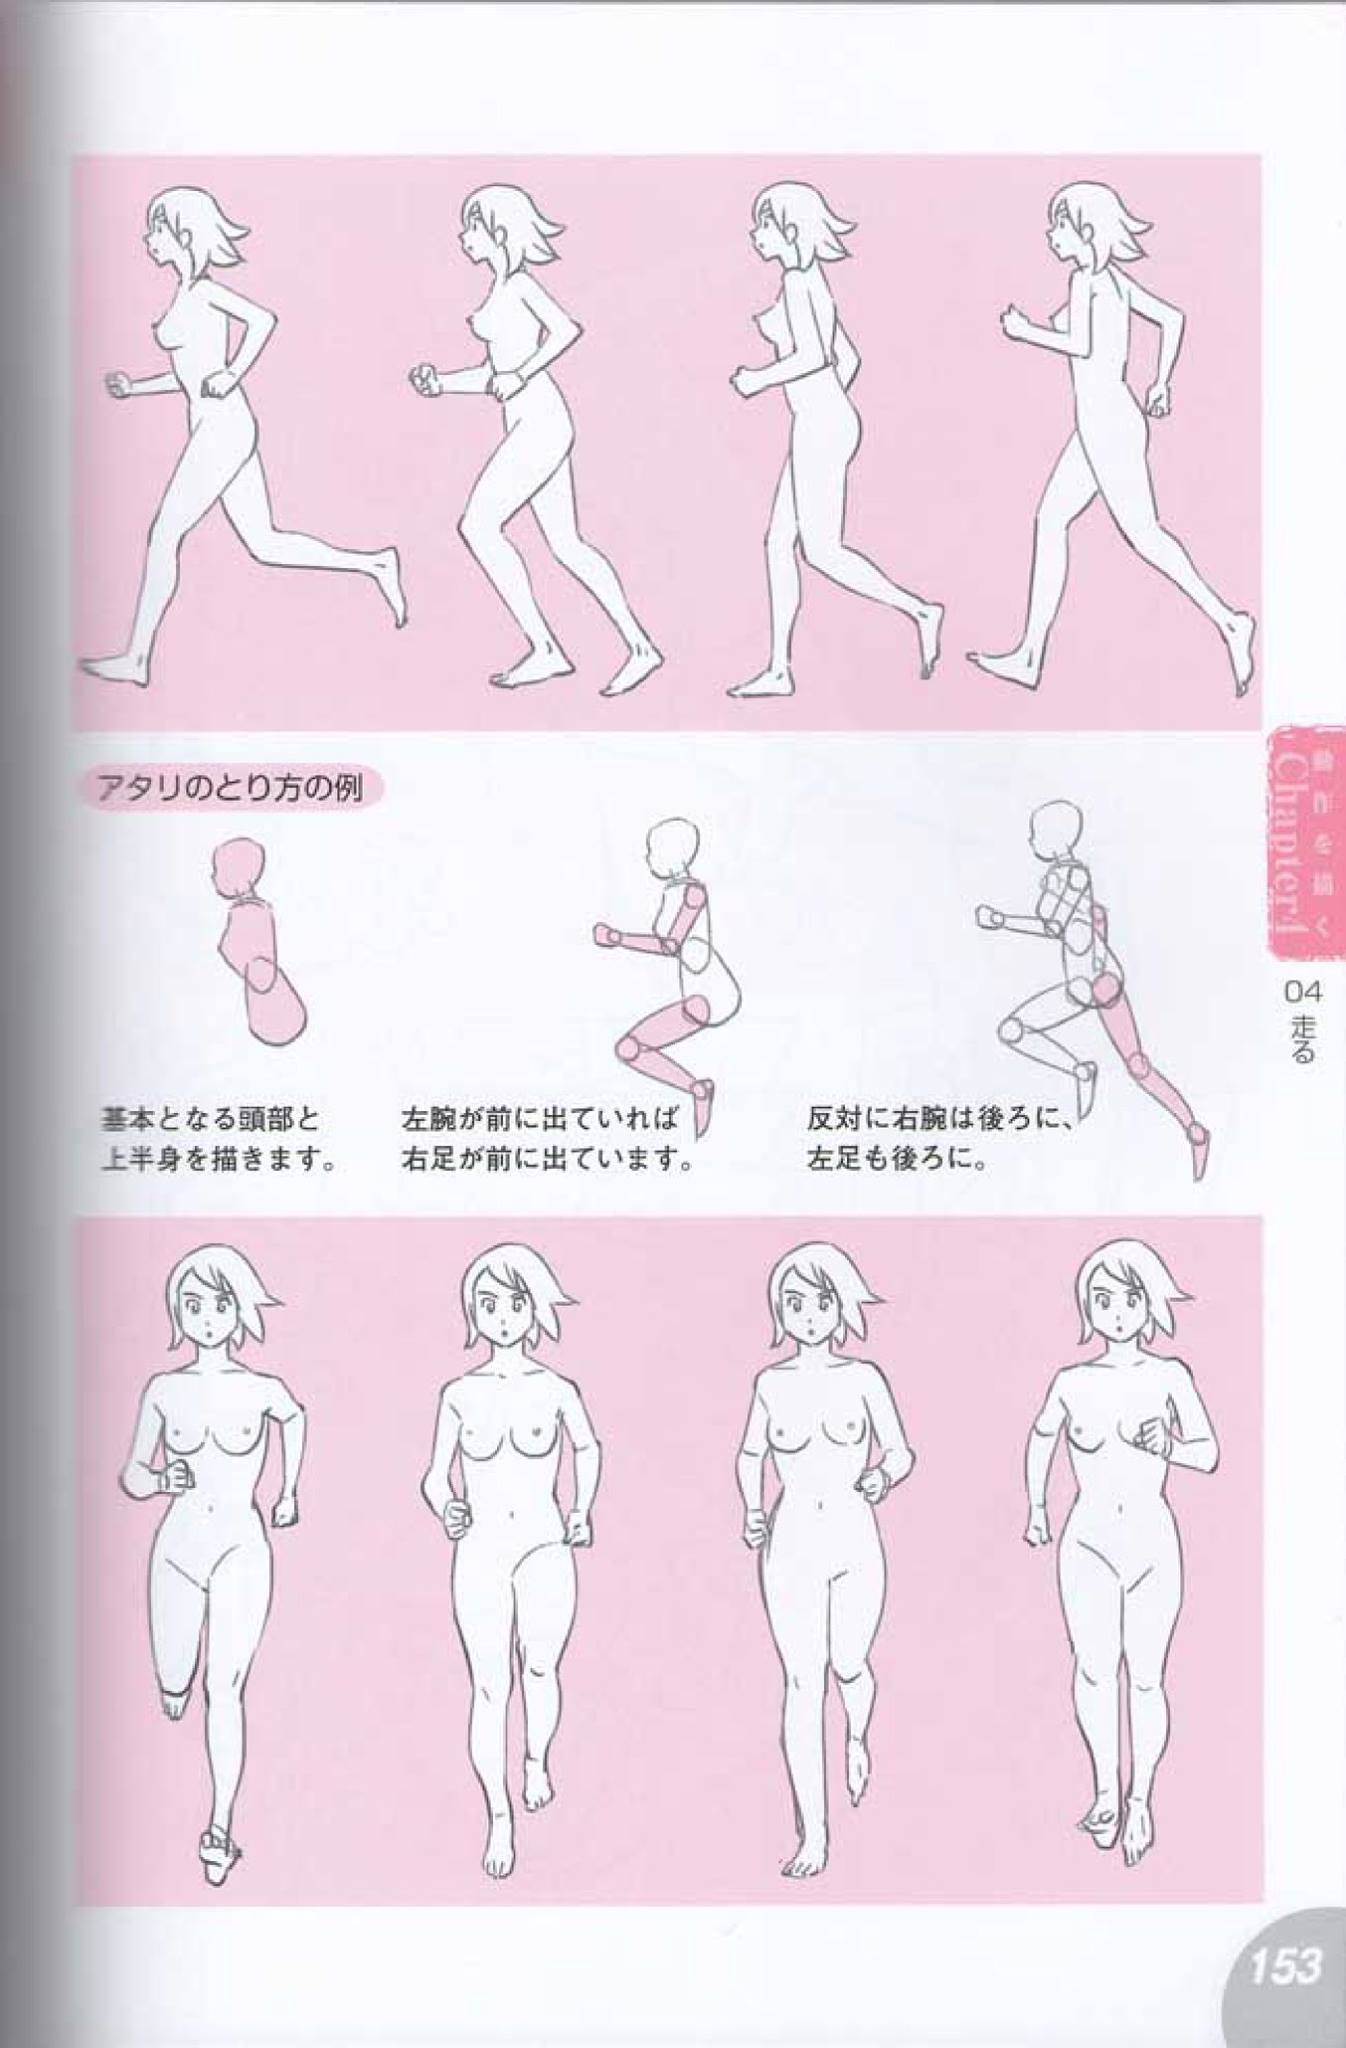 アタリのとり方の例
基本となる頭部と
上半身を描きます。
左腕が前に出ていれば
右足が前に出ています。
反対に右腕は後ろに、
左足も後ろに。
動作を描く
Chapter4
04
走る
153